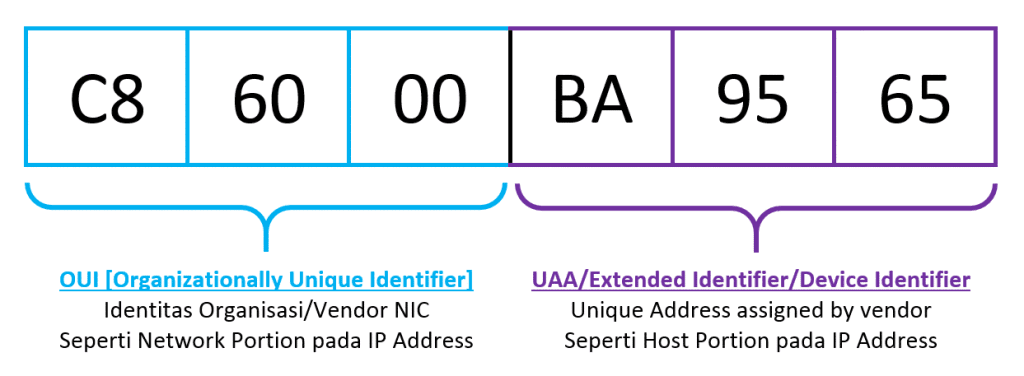 C8 60 00 BA 95 65
OUI [Organizationally Unique Identifier]
Identitas Organisasi/Vendor NIC
Seperti Network Portion pada IP Address
UAA/Extended Identifier/Device Identifier
Unique Address assigned by vendor
Seperti Host Portion pada IP Address